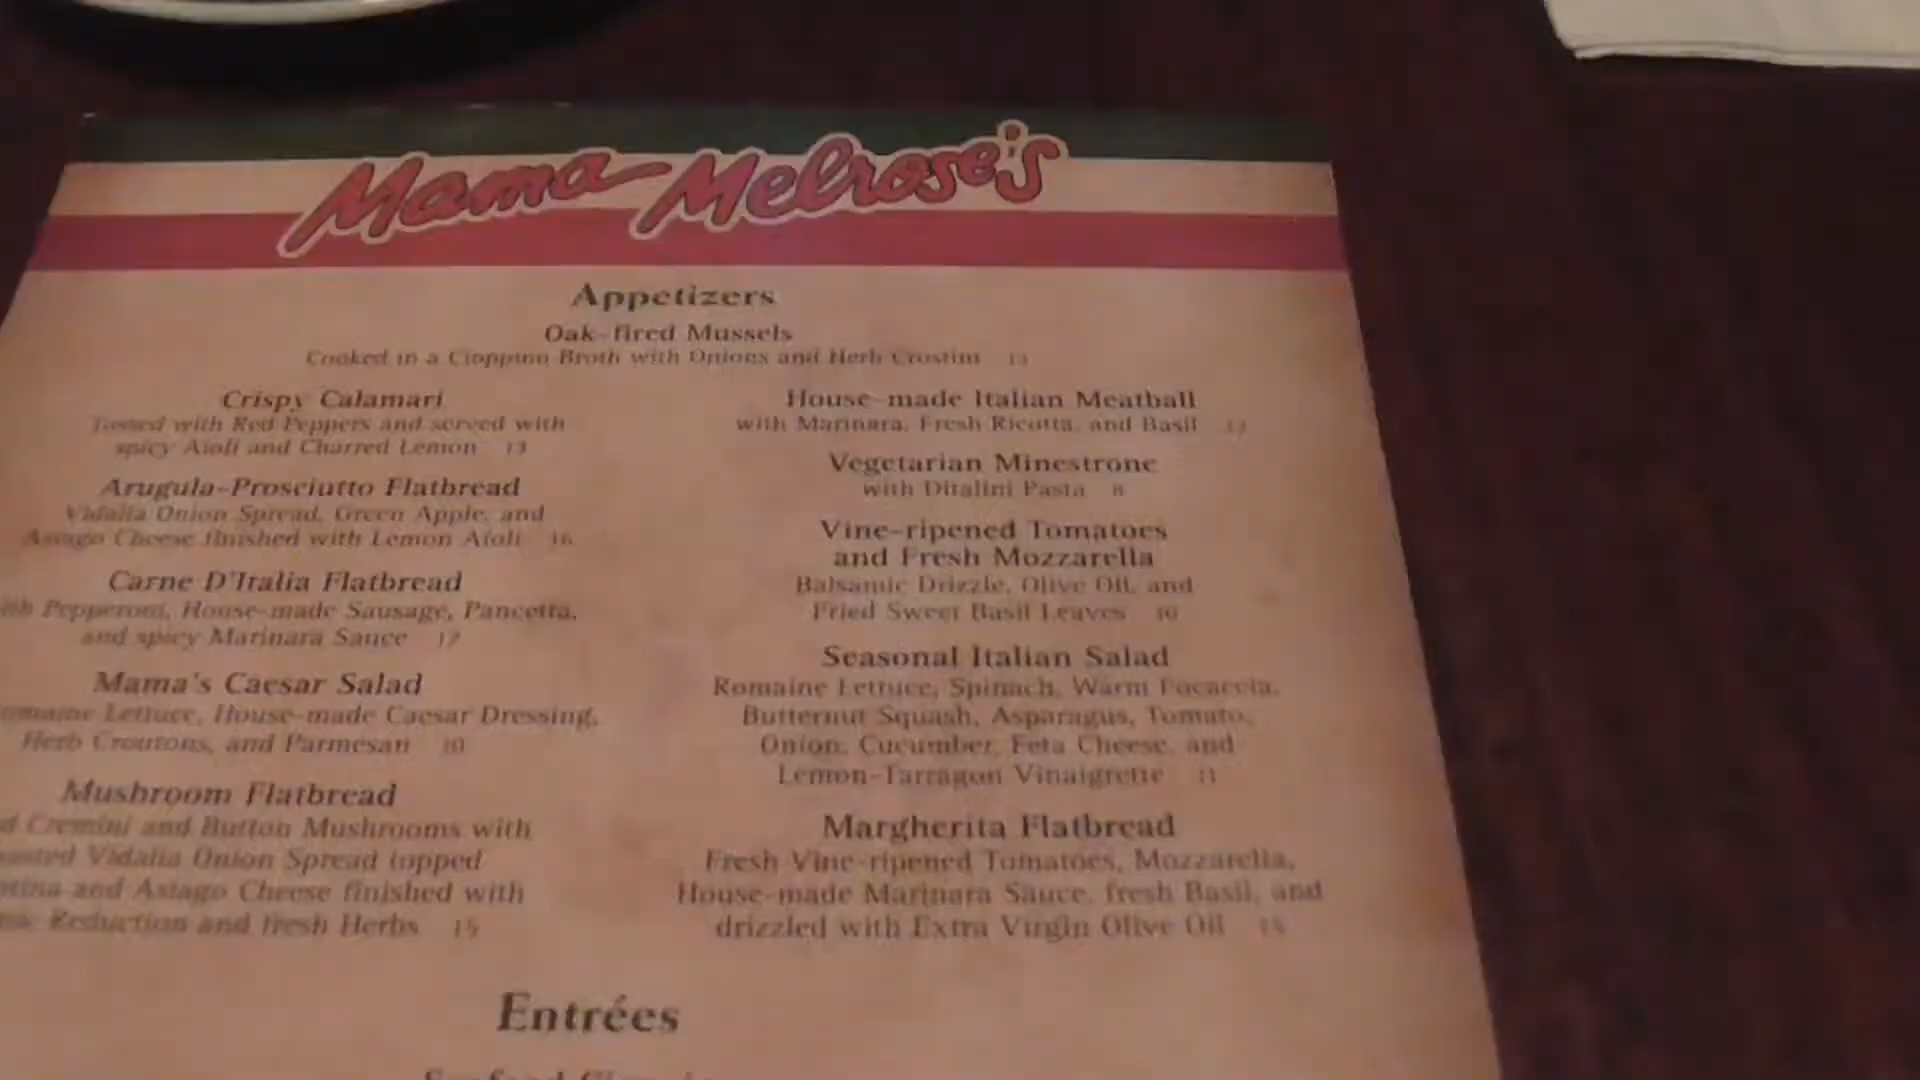 Mama Melrose's
Appetizers
Oak-fired Mussels
Cooked in a Cioppino Broth with Onions and Herb Crostini
Crispy Calamari
Tossed with Red Peppers and served with
spicy Aioli and Charred Lemon 13
Arugula-Prosciutto Flatbread
Vidalia Onion Spread, Green Apple, and
Asiago Cheese finished with Lemon Aioli 16
Carne D'Italia Flatbread
Pepperoni, House-made Sausage, Pancetta,
and spicy Marinara Sauce 17
Mama's Caesar Salad
Lettuce, House-made Caesar Dressing,
Herb Croutons, and Parmesan 10
Mushroom Flatbread
Cremini and Button Mushrooms with
Vidalia Onion Spread topped
and Asiago Cheese finished with
Reduction and fresh Herbs 15
House-made Italian Meatball
with Marinara, Fresh Ricotta, and Basil
Vegetarian Minestrone
with Ditalini Pasta 8
Vine-ripened Tomatoes
and Fresh Mozzarella
Balsamic Drizzle, Olive Oil, and
Fried Sweet Basil Leaves 10
Seasonal Italian Salad
Romaine Lettuce, Spinach, Warm Focaccia,
Butternut Squash, Asparagus, Tomato,
Onion, Cucumber, Feta Cheese, and
Lemon-Tarragon Vinaigrette 11
Margherita Flatbread
Fresh Vine-ripened Tomatoes, Mozzarella,
House-made Marinara Sauce, fresh Basil, and
drizzled with Extra Virgin Olive Oil
Entrées